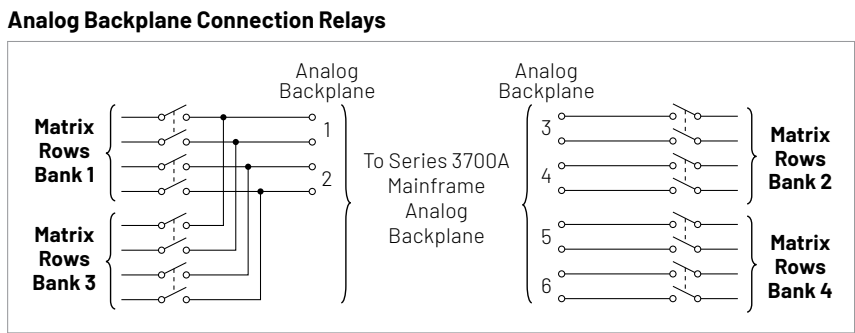 Analog Backplane Connection Relays
Analog
Backplane
Matrix
Rows
Bank 1
1
2
Matrix
Rows
Bank 3
To Series 3700A
Mainframe
Analog
Backplane
Analog
Backplane
3
4
5
6
Matrix
Rows
Bank 2
Matrix
Rows
Bank 4